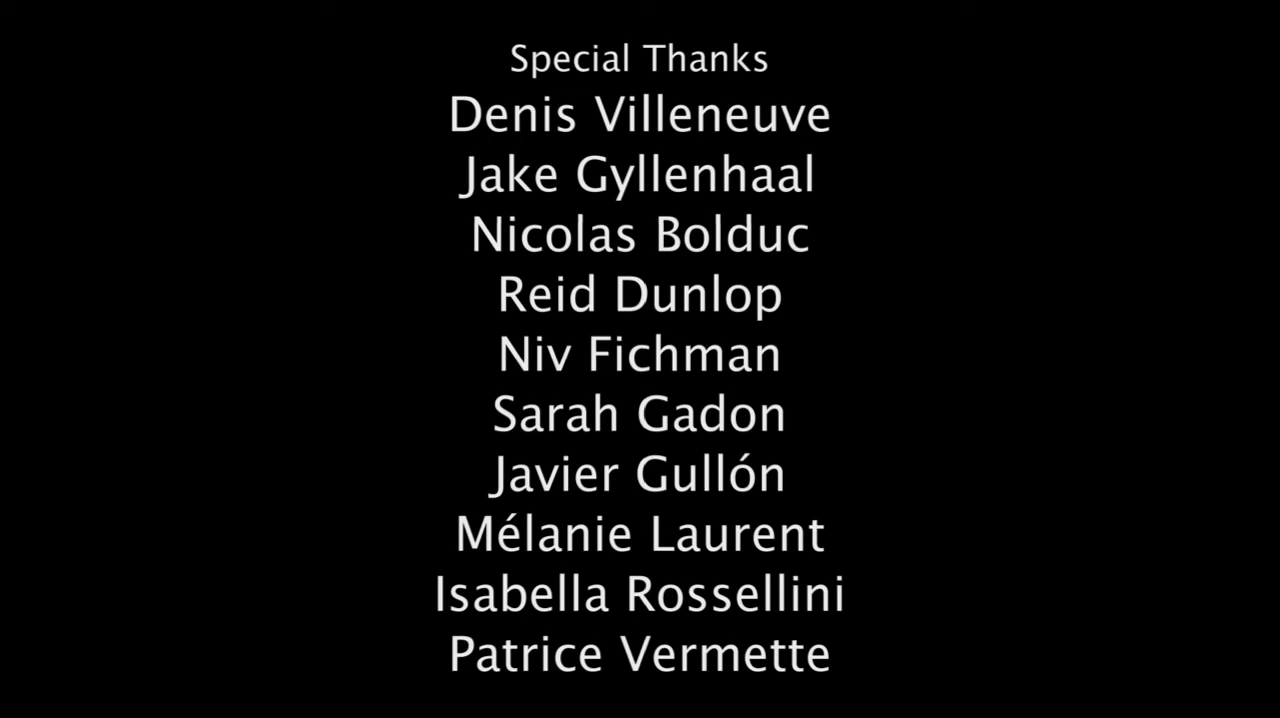 Special Thanks
Denis Villeneuve
Jake Gyllenhaal
Nicolas Bolduc
Reid Dunlop
Niv Fichman
Sarah Gadon
Javier Gullón
Mélanie Laurent
Isabella Rossellini
Patrice Vermette